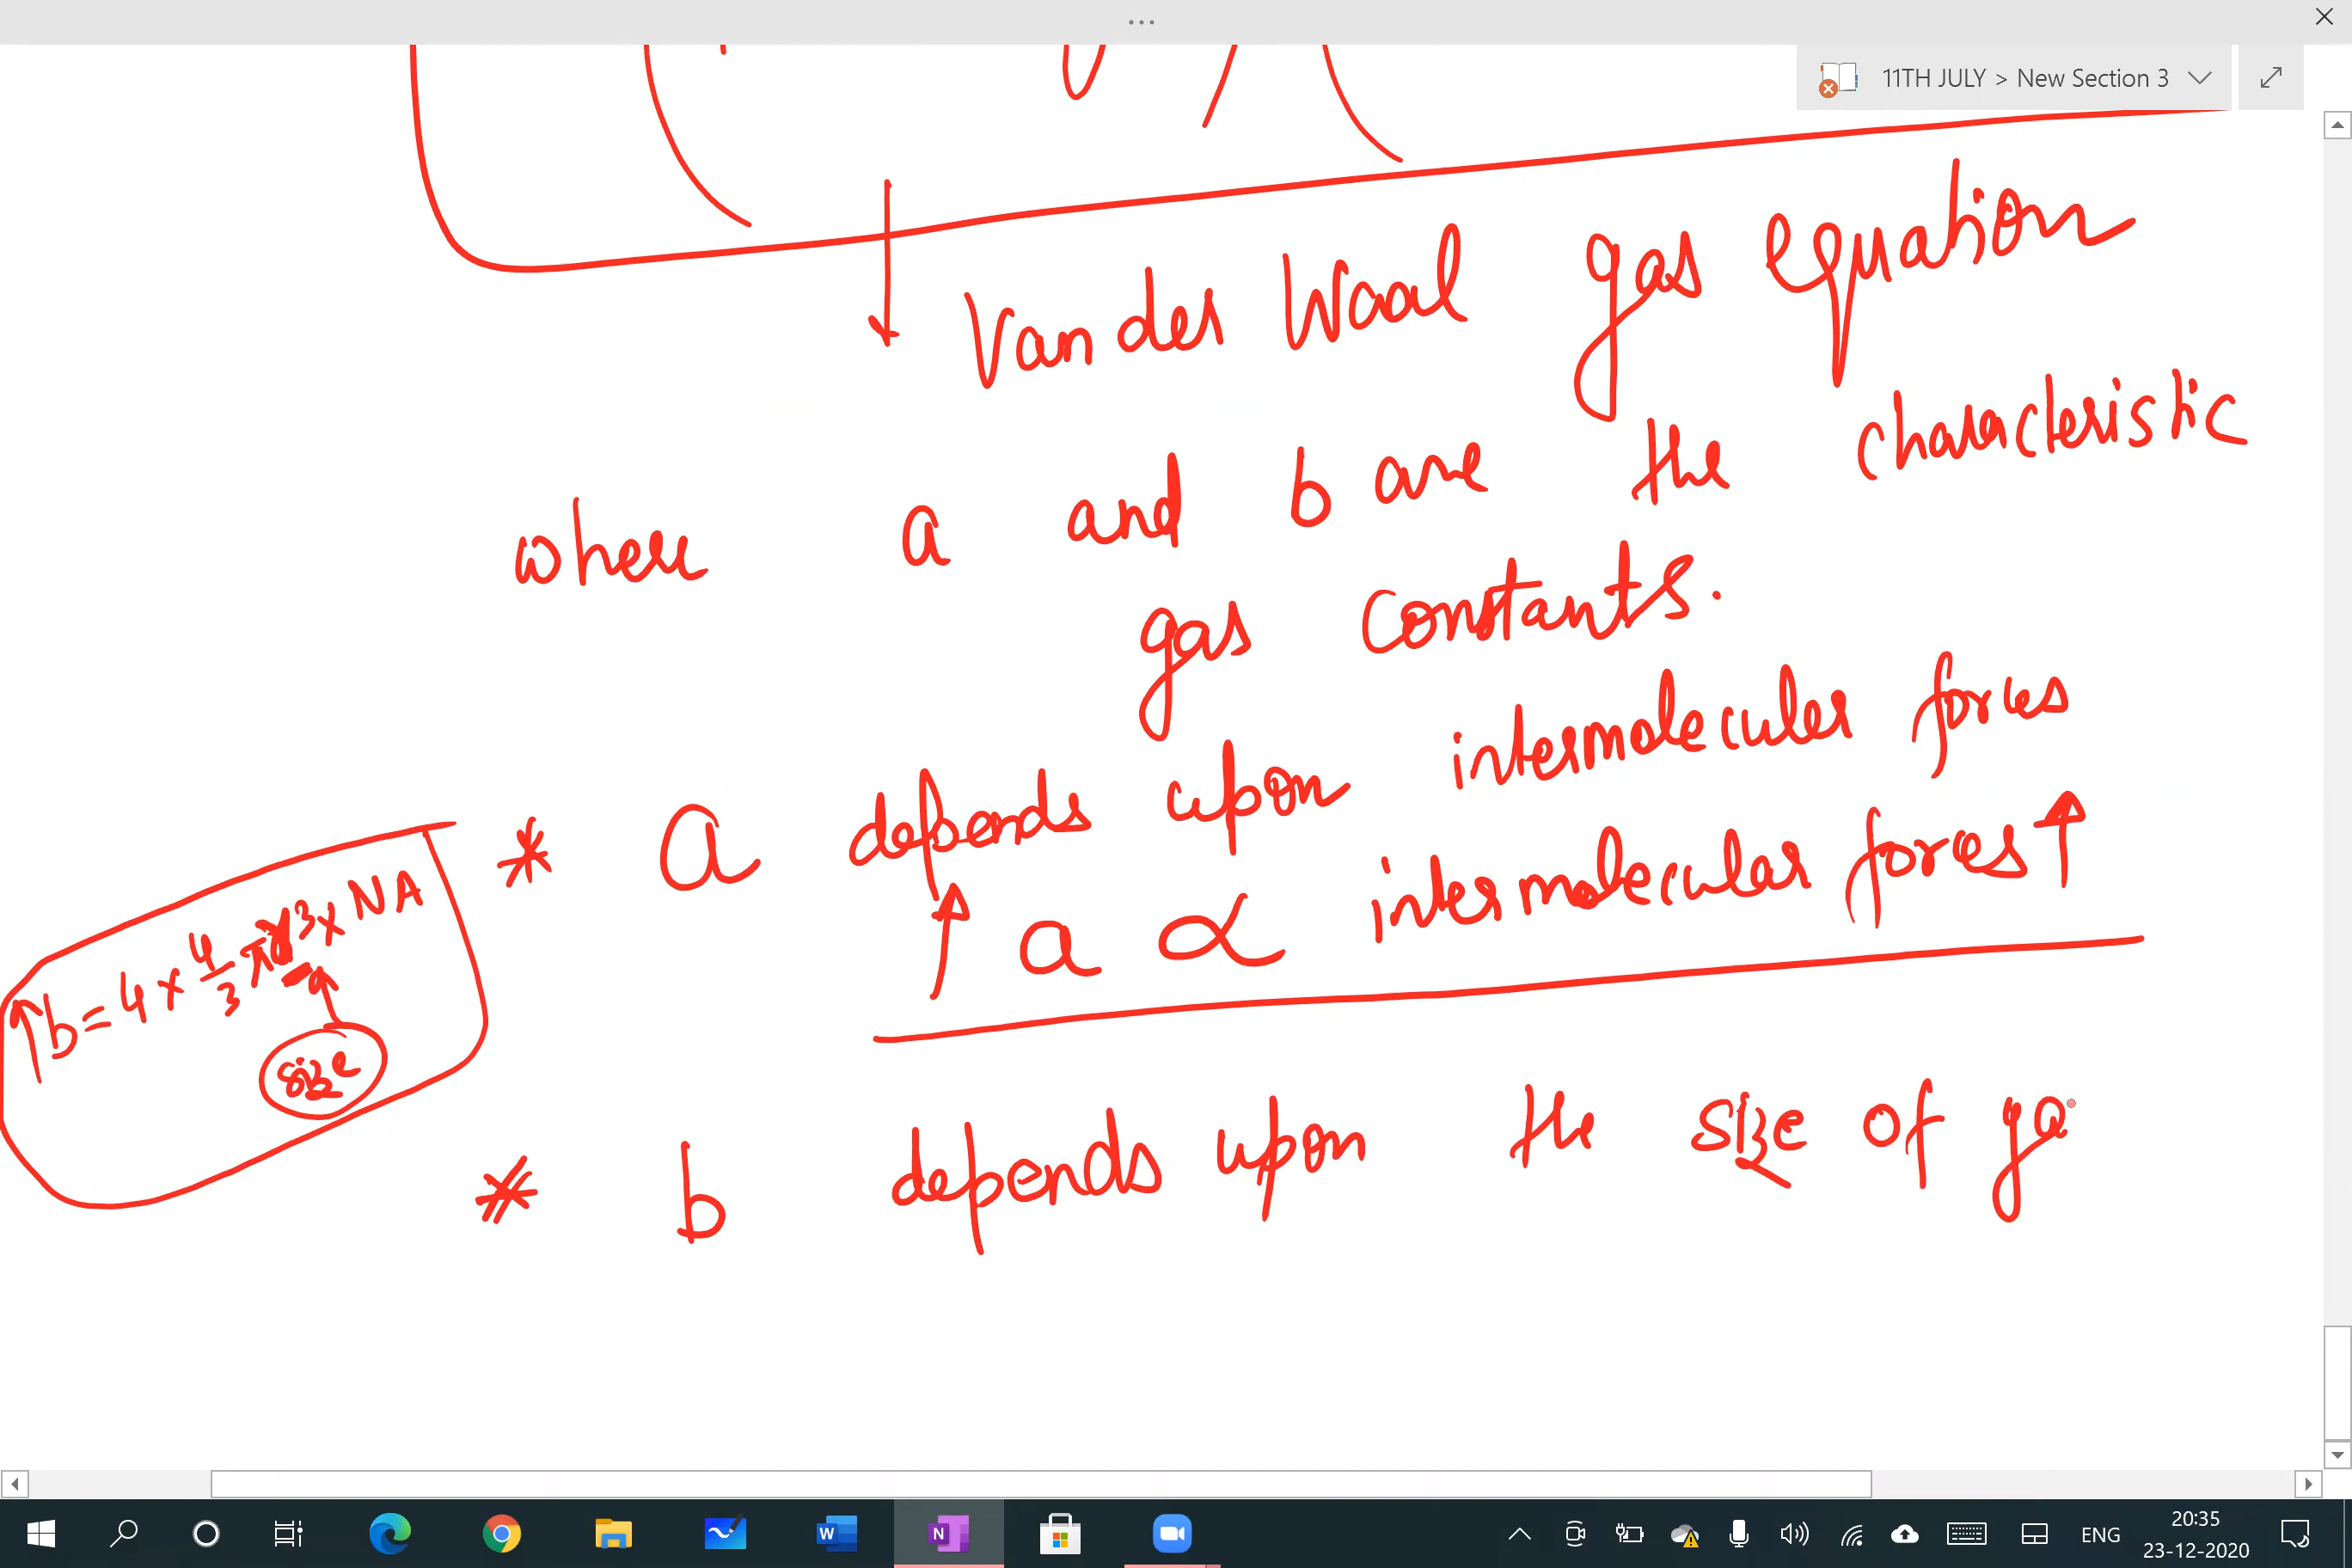 11TH JULY > New Section 3
Van der Waal gas equation
where a and b are the characteristic
gas constants.
* a depends upon intermolecular forces
a ∝ intermolecular forces ↑
↑b = 4 × 4/3 πr³ × NA
size
* b depends upon the size of ga
ENG
20:35
23-12-2020